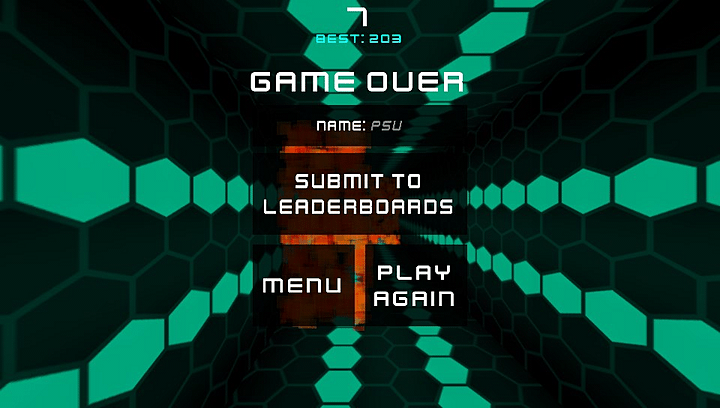 7
BEST: 203
GAME OVER
NAME: PSU
SUBMIT TO
LEADERBOARDS
MENU
PLAY
AGAIN